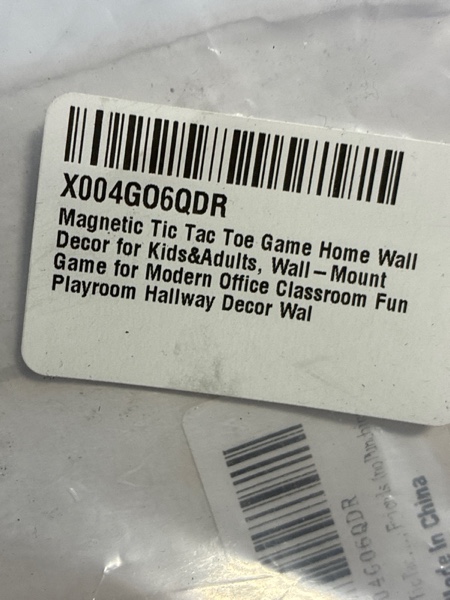 X004GO6QDR
Magnetic Tic Tac Toe Game Home Wall
Decor for Kids&Adults, Wall-Mount
Game for Modern Office Classroom Fun
Playroom Hallway Decor Wal
04GO6QDR
In China